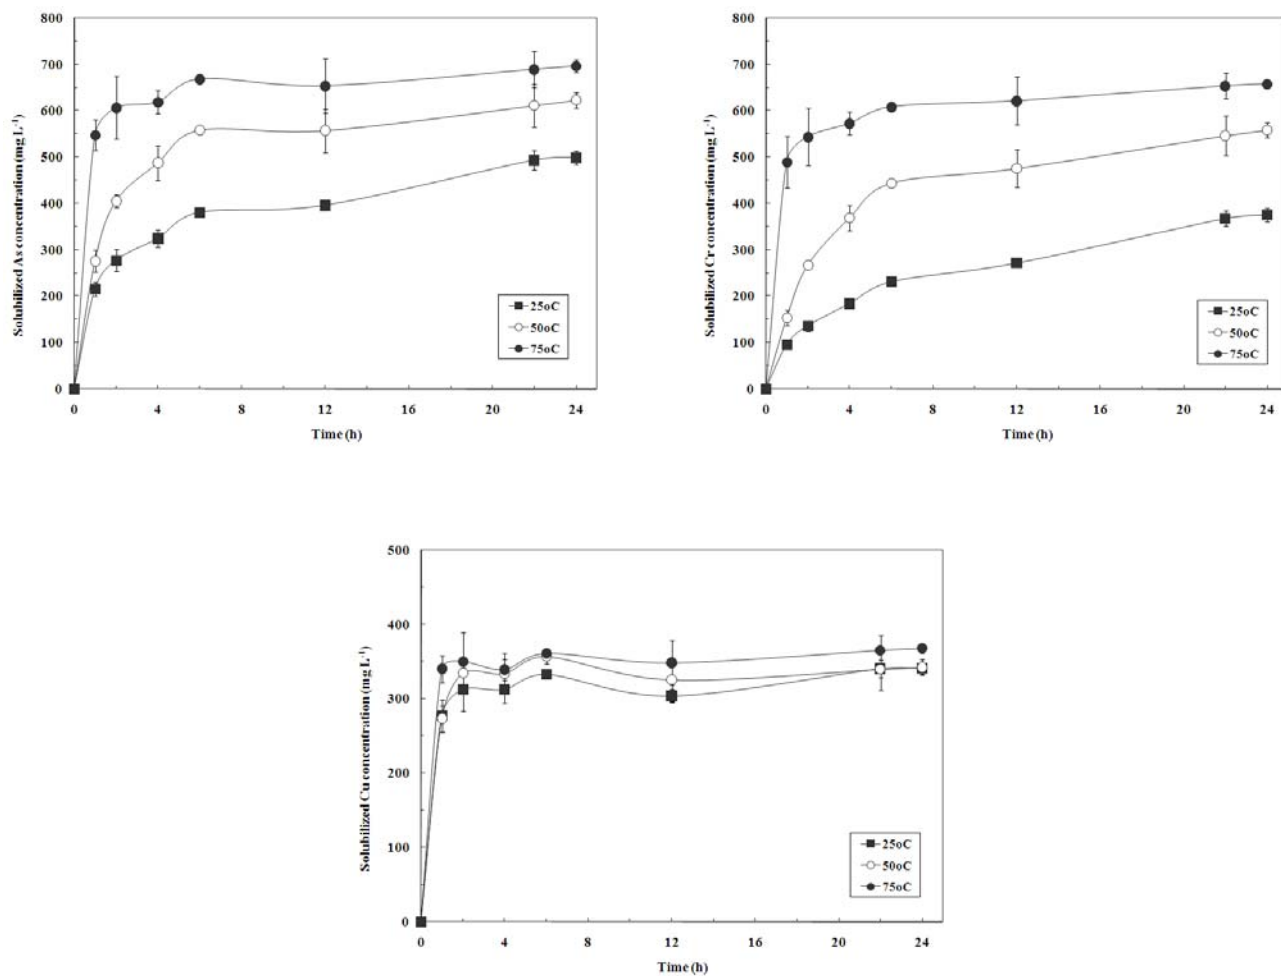 800
700
600
500
400
300
200
100
0
Solubilized As concentration (mg L-1)
25oC
50oC
75oC
0 4 8 12 16 20 24
Time (h)
800
700
600
500
400
300
200
100
0
Solubilized Cr concentration (mg L-1)
25oC
50oC
75oC
0 4 8 12 16 20 24
Time (h)
500
400
300
200
100
0
Solubilized Cu concentration (mg L-1)
25oC
50oC
75oC
0 4 8 12 16 20 24
Time (h)